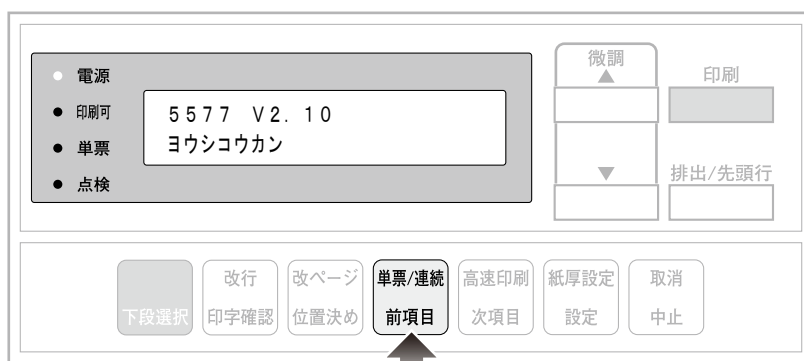 電源
印刷可
単票
点検
5577 V2.10
ヨウシコウカン
微調
▲
▼
印刷
排出/先頭行
下段選択
改行
印字確認
改ページ
位置決め
単票/連続
前項目
高速印刷
次項目
紙厚設定
設定
取消
中止